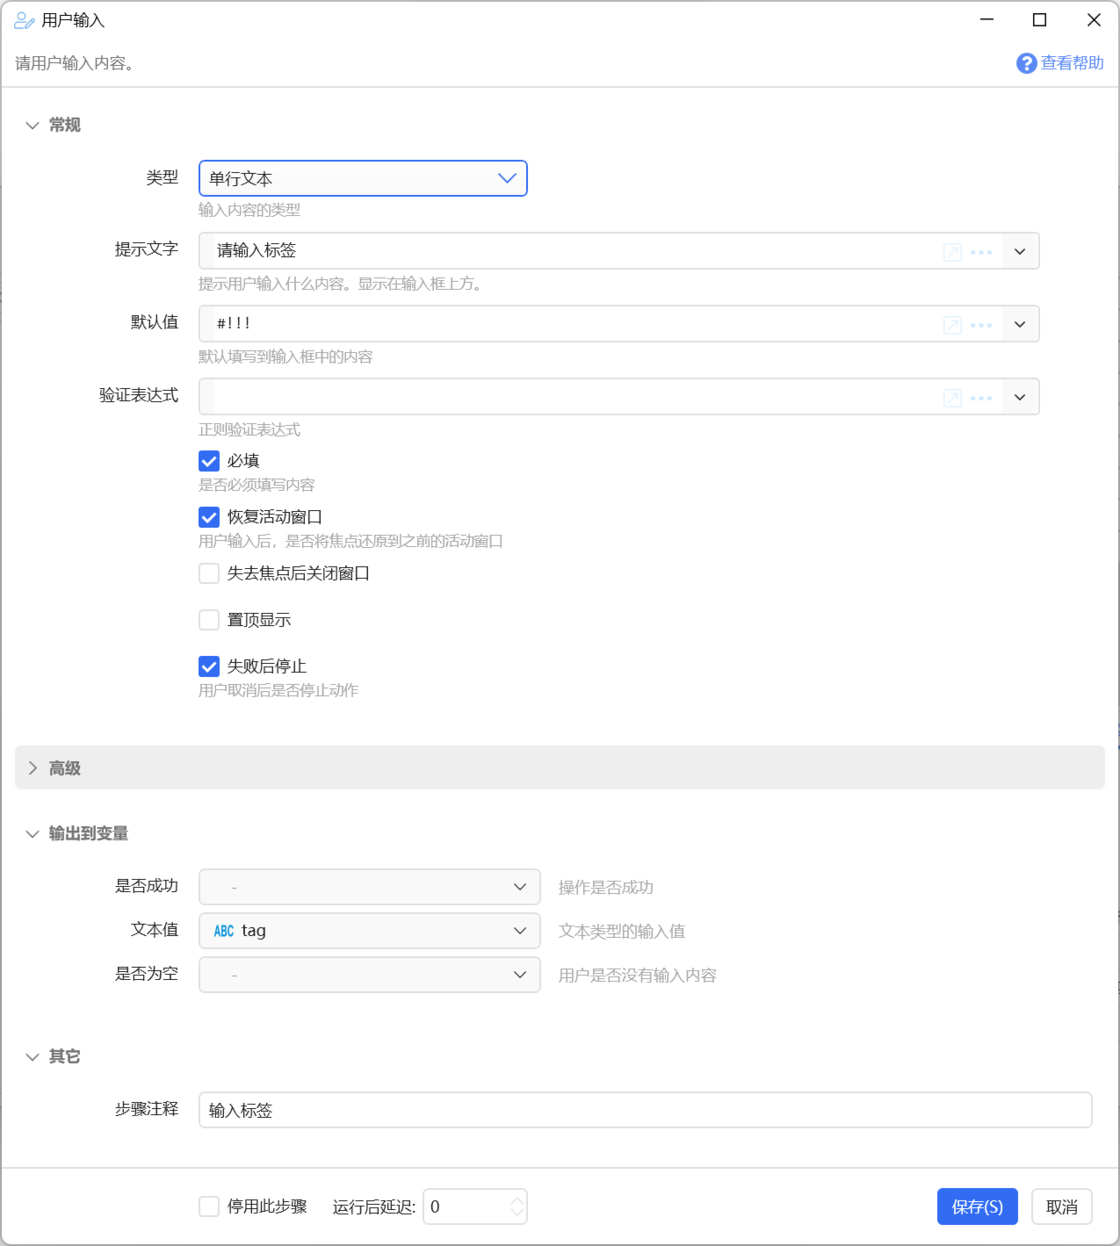 用户输入
请用户输入内容。
查看帮助
常规
类型
单行文本
输入内容的类型
提示文字
请输入标签
提示用户输入什么内容。显示在输入框上方。
默认值
#!!!
默认填写到输入框中的内容
验证表达式
正则验证表达式
必填
是否必须填写内容
恢复活动窗口
用户输入后，是否将焦点还原到之前的活动窗口
失去焦点后关闭窗口
置顶显示
失败后停止
用户取消后是否停止动作
高级
输出到变量
是否成功
-
操作是否成功
文本值
ABC tag
文本类型的输入值
是否为空
-
用户是否没有输入内容
其它
步骤注释
输入标签
停用此步骤
运行后延迟:
0
保存(S)
取消